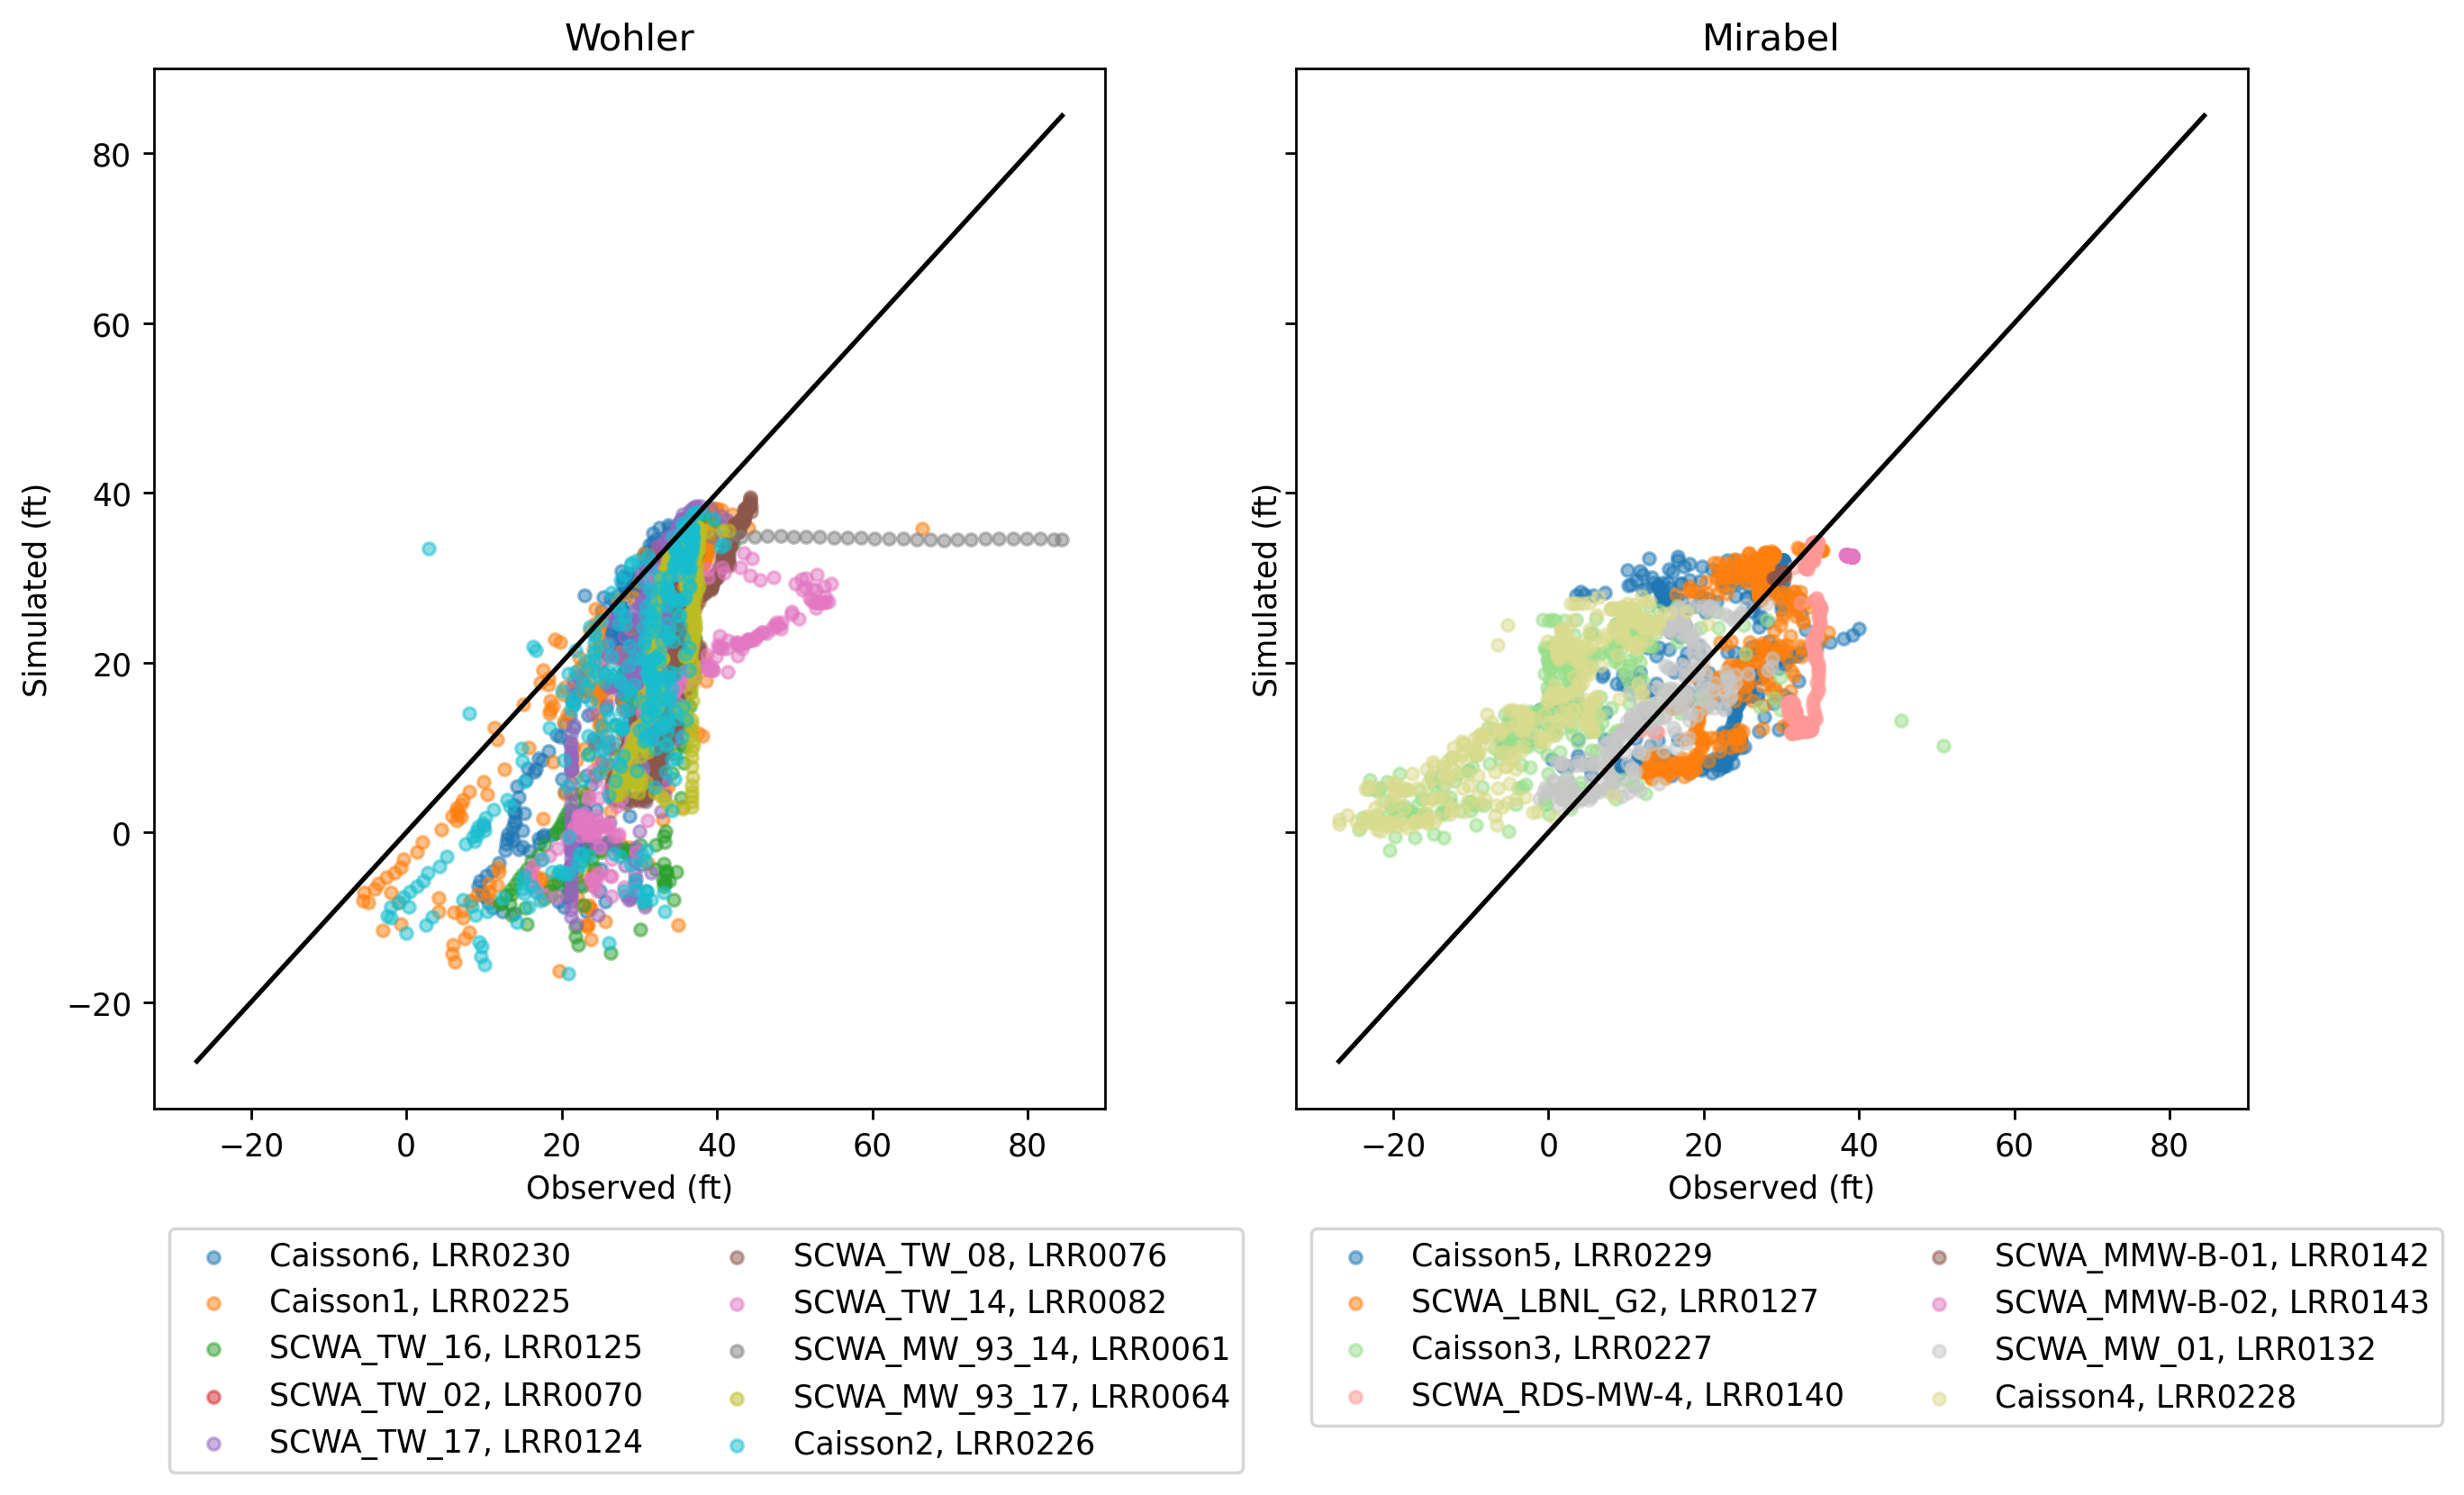 Wohler
Simulated (ft)
80
60
40
20
0
−20
−20 0 20 40 60 80
Observed (ft)
Caisson6, LRR0230
Caisson1, LRR0225
SCWA_TW_16, LRR0125
SCWA_TW_02, LRR0070
SCWA_TW_17, LRR0124
SCWA_TW_08, LRR0076
SCWA_TW_14, LRR0082
SCWA_MW_93_14, LRR0061
SCWA_MW_93_17, LRR0064
Caisson2, LRR0226
Mirabel
Simulated (ft)
−20 0 20 40 60 80
Observed (ft)
Caisson5, LRR0229
SCWA_LBNL_G2, LRR0127
Caisson3, LRR0227
SCWA_RDS-MW-4, LRR0140
SCWA_MMW-B-01, LRR0142
SCWA_MMW-B-02, LRR0143
SCWA_MW_01, LRR0132
Caisson4, LRR0228